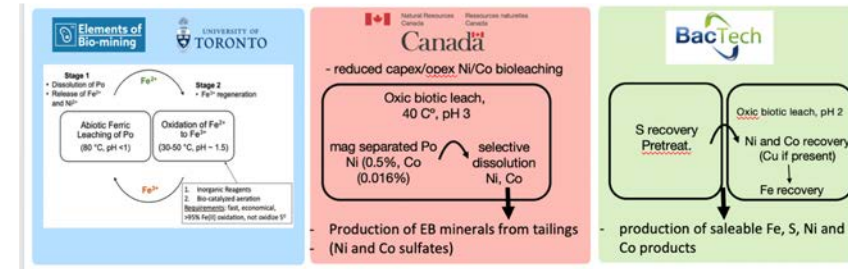 Elements of
Bio-mining
UNIVERSITY OF
TORONTO
Stage 1
• Dissolution of Po
• Release of Fe²⁺
and Ni²⁺
Fe²⁺
Stage 2
• Fe³⁺ regeneration
Abiotic Ferric
Leaching of Po
(80 °C, pH <1)
Oxidation of Fe²⁺
to Fe³⁺
(30-50 °C, pH ~ 1.5)
Fe³⁺
1. Inorganic Reagents
2. Bio-catalyzed aeration
Requirements: fast, economical,
>95% Fe(II) oxidation, not oxidize S⁰
Natural Resources
Canada
Ressources naturelles
Canada
Canada
- reduced capex/opex Ni/Co bioleaching
Oxic biotic leach,
40 Cº, pH 3
mag separated Po
Ni (0.5%, Co
(0.016%)
selective
dissolution
Ni, Co
- Production of EB minerals from tailings
- (Ni and Co sulfates)
BacTech
S recovery
Pretreat.
Oxic biotic leach, pH 2
Ni and Co recovery
(Cu if present)
Fe recovery
- production of saleable Fe, S, Ni and
Co products